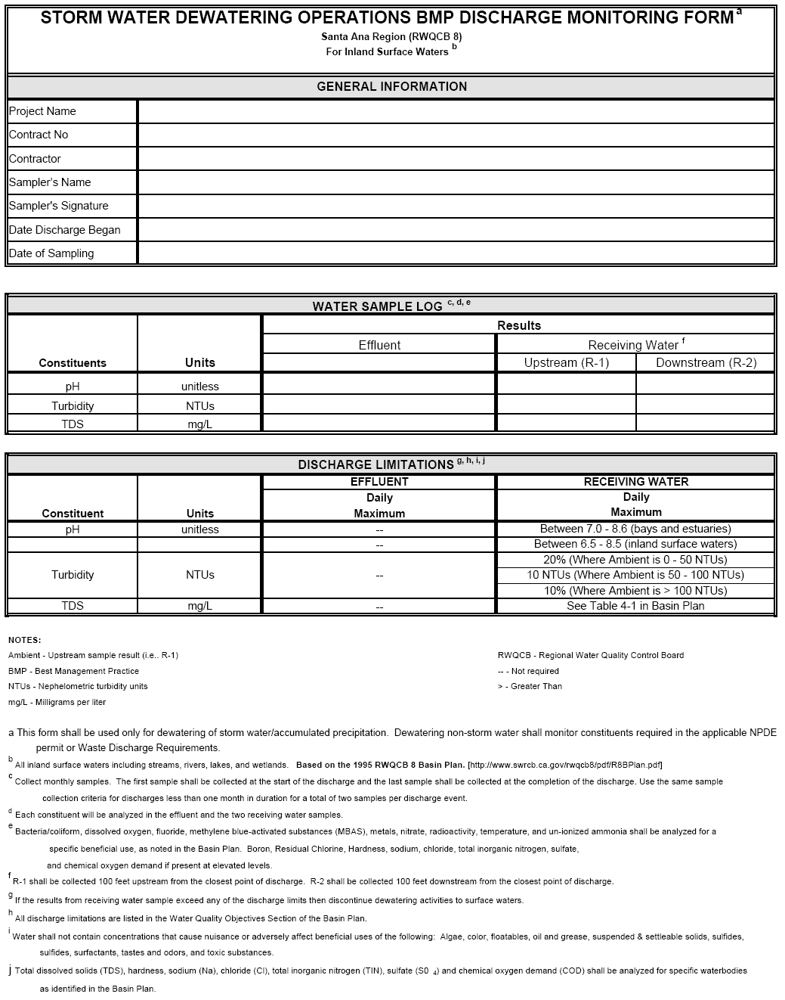 STORM WATER DEWATERING OPERATIONS BMP DISCHARGE MONITORING FORM a
Santa Ana Region (RWQCB 8)
For Inland Surface Waters b
GENERAL INFORMATION
Project Name
Contract No
Contractor
Sampler’s Name
Sampler's Signature
Date Discharge Began
Date of Sampling
WATER SAMPLE LOG c, d, e
Results
Effluent Receiving Water f
Constituents Units Upstream (R-1) Downstream (R-2)
pH unitless
Turbidity NTUs
TDS mg/L
DISCHARGE LIMITATIONS g, h, i, j
EFFLUENT RECEIVING WATER
Daily Daily
Constituent Units Maximum Maximum
pH unitless -- Between 7.0 - 8.6 (bays and estuaries)
-- Between 6.5 - 8.5 (inland surface waters)
20% (Where Ambient is 0 - 50 NTUs)
Turbidity NTUs -- 10 NTUs (Where Ambient is 50 - 100 NTUs)
10% (Where Ambient is > 100 NTUs)
TDS mg/L -- See Table 4-1 in Basin Plan
NOTES:
Ambient - Upstream sample result (i.e.. R-1) RWQCB - Regional Water Quality Control Board
BMP - Best Management Practice -- - Not required
NTUs - Nephelometric turbidity units > - Greater Than
mg/L - Milligrams per liter
a This form shall be used only for dewatering of storm water/accumulated precipitation. Dewatering non-storm water shall monitor constituents required in the applicable NPDE
permit or Waste Discharge Requirements.
b All inland surface waters including streams, rivers, lakes, and wetlands. Based on the 1995 RWQCB 8 Basin Plan. [http://www.swrcb.ca.gov/rwqcb8/pdf/R8BPlan.pdf]
c Collect monthly samples. The first sample shall be collected at the start of the discharge and the last sample shall be collected at the completion of the discharge. Use the same sample
collection criteria for discharges less than one month in duration for a total of two samples per discharge event.
d Each constituent will be analyzed in the effluent and the two receiving water samples.
e Bacteria/coliform, dissolved oxygen, fluoride, methylene blue-activated substances (MBAS), metals, nitrate, radioactivity, temperature, and un-ionized ammonia shall be analyzed for a
specific beneficial use, as noted in the Basin Plan. Boron, Residual Chlorine, Hardness, sodium, chloride, total inorganic nitrogen, sulfate,
and chemical oxygen demand if present at elevated levels.
f R-1 shall be collected 100 feet upstream from the closest point of discharge. R-2 shall be collected 100 feet downstream from the closest point of discharge.
g If the results from receiving water sample exceed any of the discharge limits then discontinue dewatering activities to surface waters.
h All discharge limitations are listed in the Water Quality Objectives Section of the Basin Plan.
i Water shall not contain concentrations that cause nuisance or adversely affect beneficial uses of the following: Algae, color, floatables, oil and grease, suspended & settleable solids, sulfides,
sulfides, surfactants, tastes and odors, and toxic substances.
j Total dissolved solids (TDS), hardness, sodium (Na), chloride (Cl), total inorganic nitrogen (TIN), sulfate (S0 4) and chemical oxygen demand (COD) shall be analyzed for specific waterbodies
as identified in the Basin Plan.